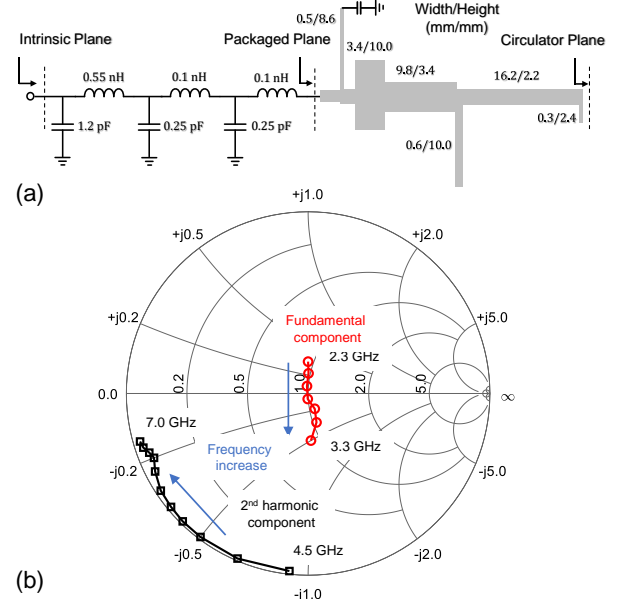 0.5/8.6
Width/Height
(mm/mm)
Intrinsic Plane
Packaged Plane
3.4/10.0
Circulator Plane
9.8/3.4
16.2/2.2
0.55 nH
0.1 nH
0.1 nH
0.3/2.4
1.2 pF
0.25 pF
0.25 pF
0.6/10.0
(a)
+j1.0
+j0.5
+j2.0
+j0.2
+j5.0
Fundamental
component
2.3 GHz
0.0
0.2
0.5
1.0
2.0
5.0
∞
7.0 GHz
Frequency
increase
3.3 GHz
-j0.2
-j5.0
2nd harmonic
component
4.5 GHz
-j0.5
-j2.0
-j1.0
(b)